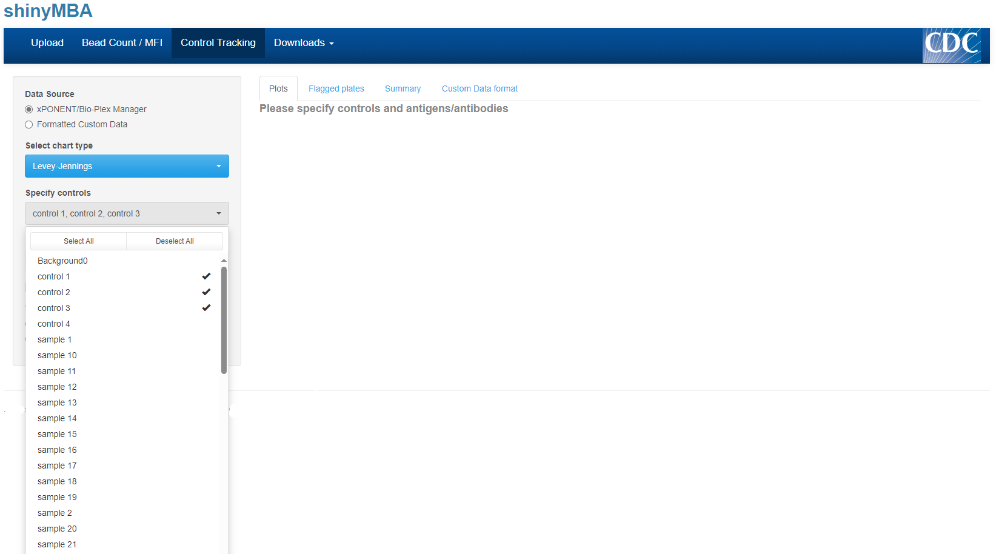 shinyMBA
Upload Bead Count / MFI Control Tracking Downloads
CDC
Data Source
xPONENT/Bio-Plex Manager
Formatted Custom Data
Select chart type
Levey-Jennings
Specify controls
control 1, control 2, control 3
Select All Deselect All
Background0
control 1
control 2
control 3
control 4
sample 1
sample 10
sample 11
sample 12
sample 13
sample 14
sample 15
sample 16
sample 17
sample 18
sample 19
sample 2
sample 20
sample 21
Plots Flagged plates Summary Custom Data format
Please specify controls and antigens/antibodies